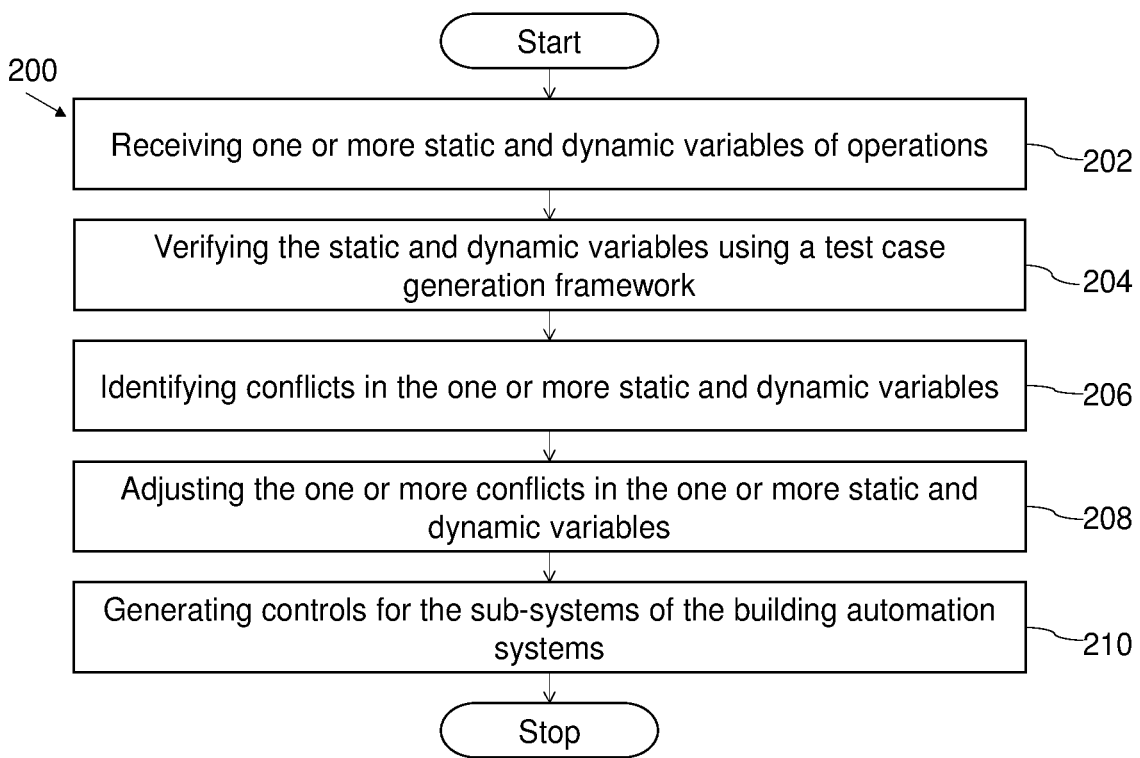 Start
200
Receiving one or more static and dynamic variables of operations
202
Verifying the static and dynamic variables using a test case
generation framework
204
Identifying conflicts in the one or more static and dynamic variables
206
Adjusting the one or more conflicts in the one or more static and
dynamic variables
208
Generating controls for the sub-systems of the building automation
systems
210
Stop